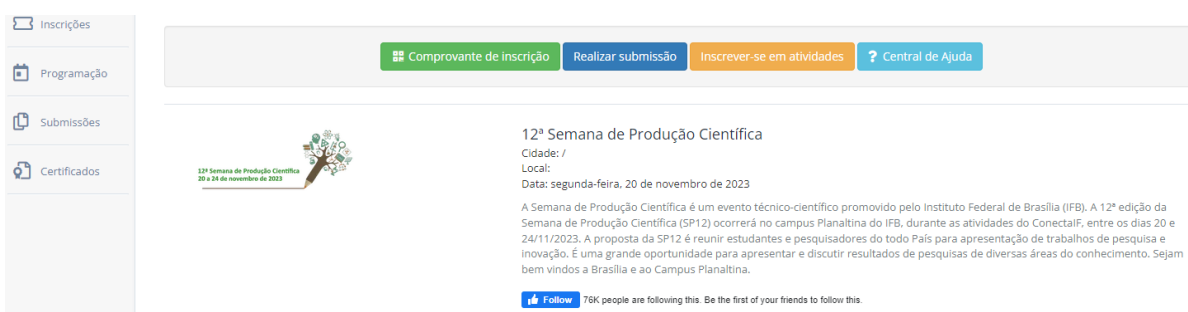 Inscrições
Programação
Submissões
Certificados
Comprovante de inscrição
Realizar submissão
Inscrever-se em atividades
? Central de Ajuda
12ª Semana de Produção Científica
20 a 24 de novembro de 2023
12ª Semana de Produção Científica
Cidade: /
Local:
Data: segunda-feira, 20 de novembro de 2023
A Semana de Produção Científica é um evento técnico-científico promovido pelo Instituto Federal de Brasília (IFB). A 12ª edição da
Semana de Produção Científica (SP12) ocorrerá no campus Planaltina do IFB, durante as atividades do ConectaIF, entre os dias 20 e
24/11/2023. A proposta da SP12 é reunir estudantes e pesquisadores do todo País para apresentação de trabalhos de pesquisa e
inovação. É uma grande oportunidade para apresentar e discutir resultados de pesquisas de diversas áreas do conhecimento. Sejam
bem vindos a Brasília e ao Campus Planaltina.
Follow
76K people are following this. Be the first of your friends to follow this.